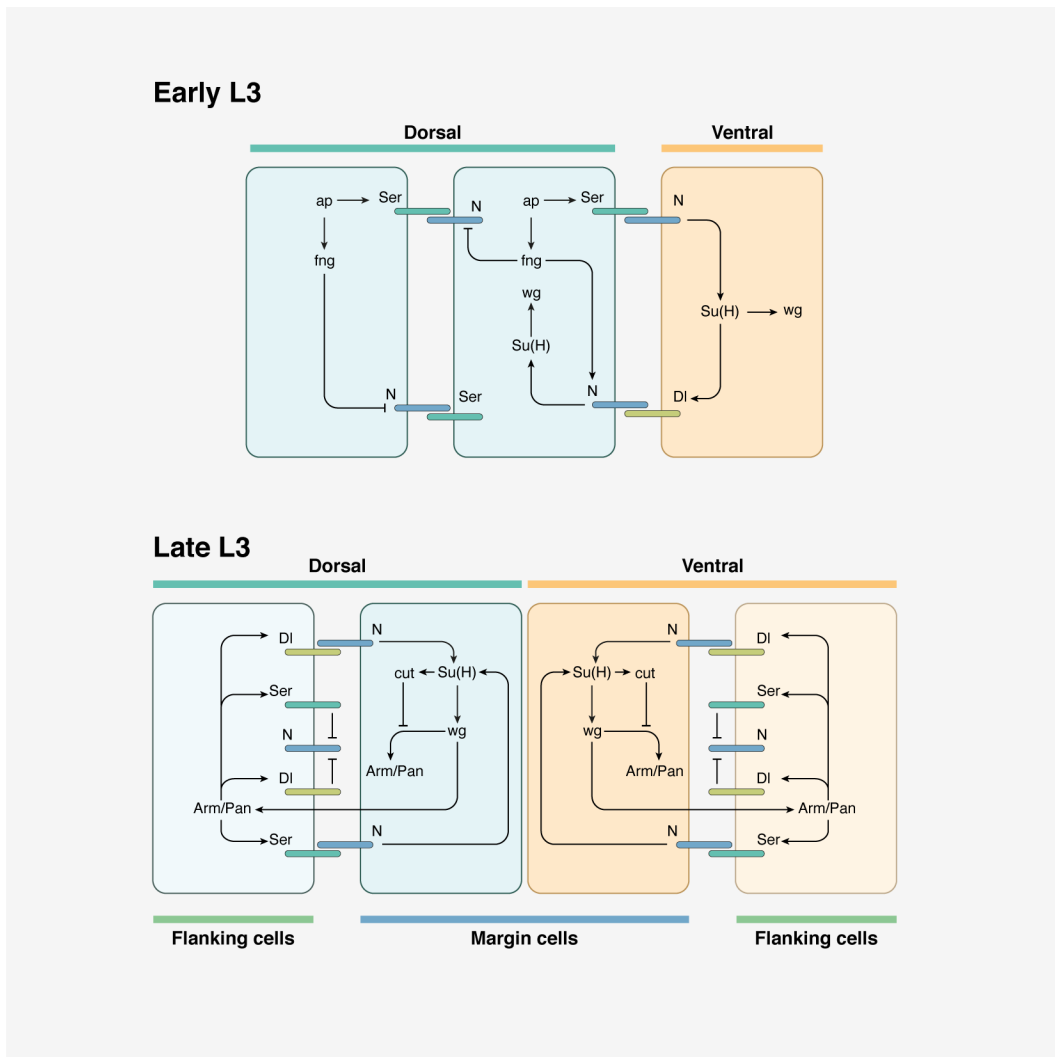 Early L3
Dorsal
Ventral
ap
Ser
N
ap
Ser
N
fng
fng
wg
Su(H)
wg
Su(H)
N
Ser
N
Dl
Late L3
Dorsal
Ventral
Dl
N
N
Dl
cut
Su(H)
Su(H)
cut
Ser
Ser
N
wg
wg
N
Arm/Pan
Arm/Pan
Dl
Dl
Arm/Pan
Arm/Pan
Ser
N
N
Ser
Flanking cells
Margin cells
Flanking cells